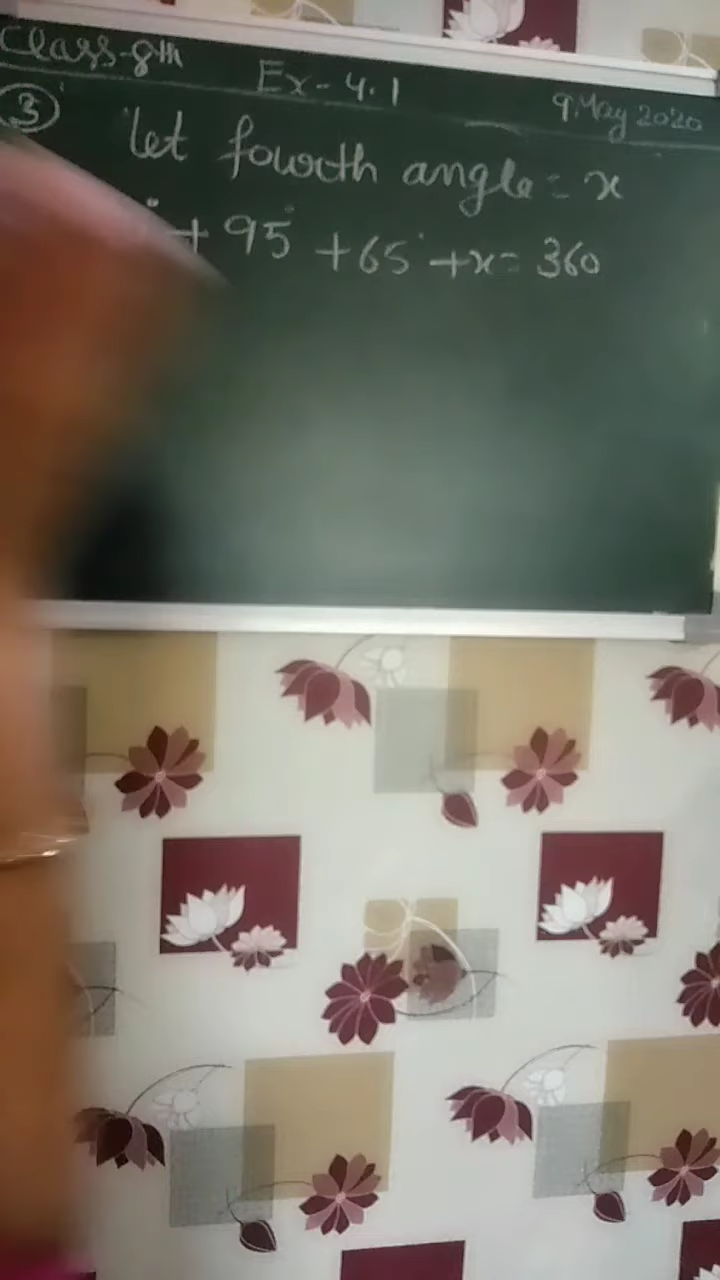 Class-8th Ex-4.1 9 May 2020
③ let fourth angle = x
° + 95° + 65° + x = 360